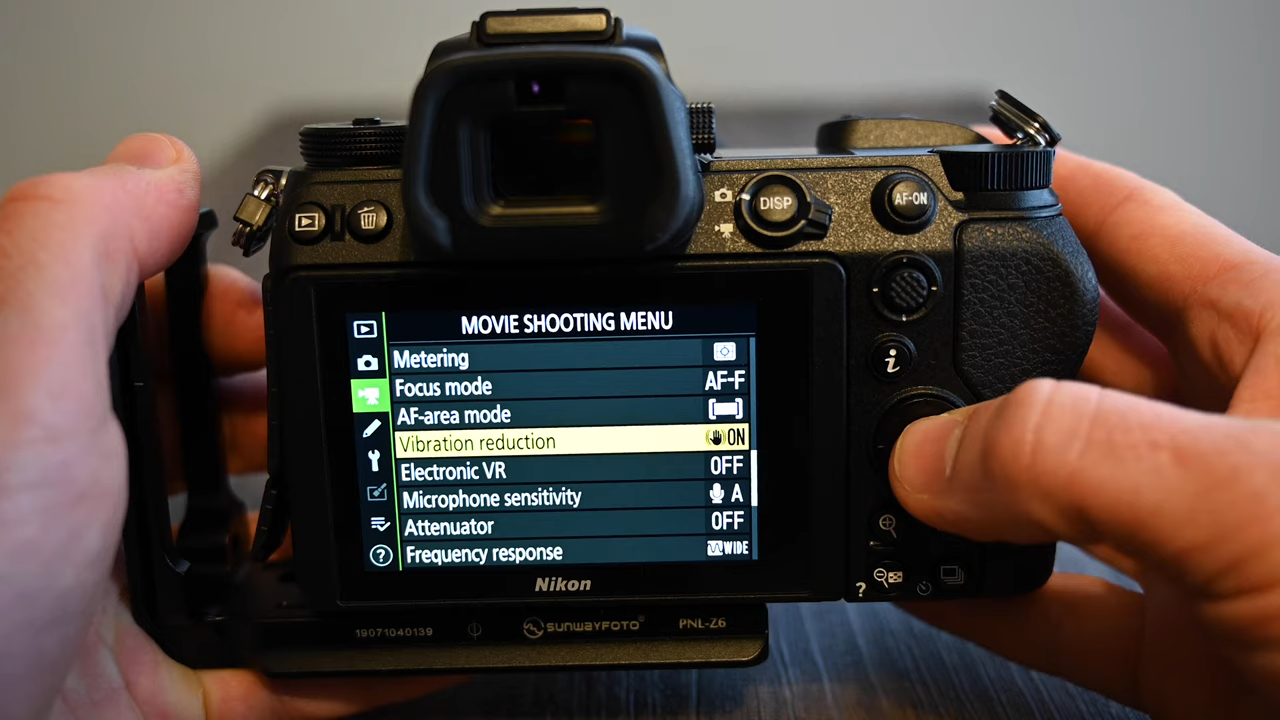 DISP
AF-ON
i
MOVIE SHOOTING MENU
Metering
Focus mode AF-F
AF-area mode
Vibration reduction ON
Electronic VR OFF
Microphone sensitivity A
Attenuator OFF
Frequency response WIDE
?
Nikon
?
19071040139 SUNWAYFOTO® PNL-Z6